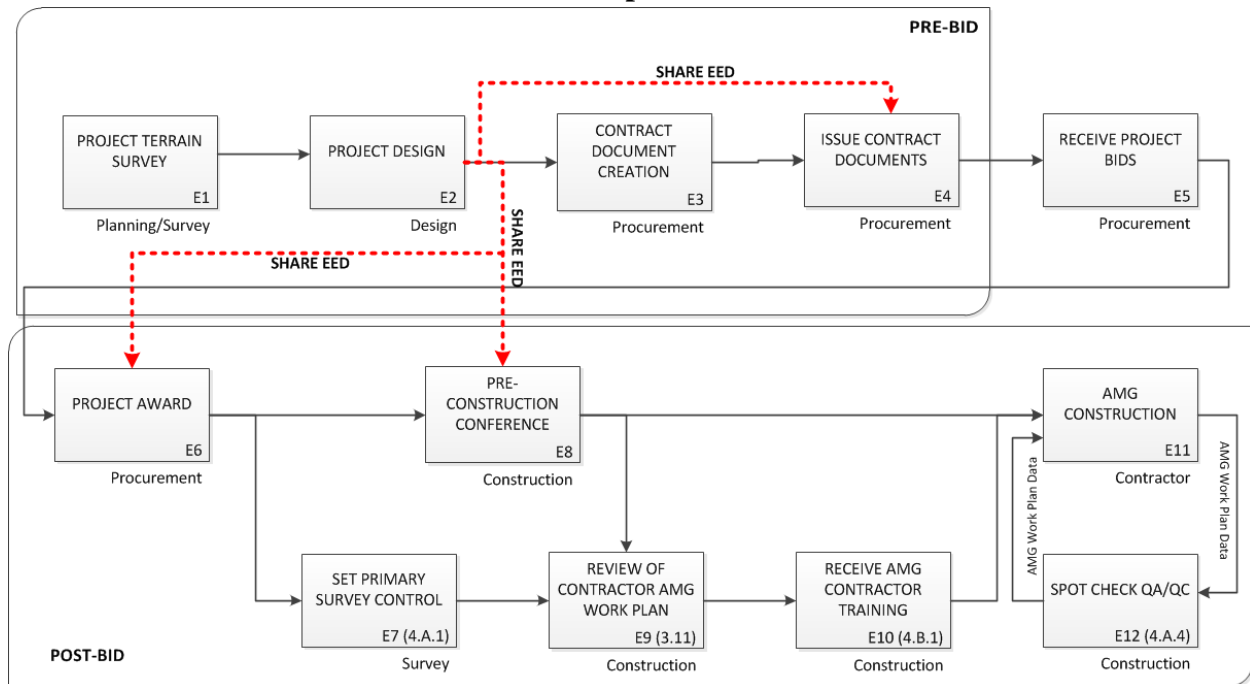 PRE-BID
SHARE EED
PROJECT TERRAIN
SURVEY
E1
Planning/Survey
PROJECT DESIGN
E2
Design
CONTRACT
DOCUMENT
CREATION
E3
Procurement
ISSUE CONTRACT
DOCUMENTS
E4
Procurement
RECEIVE PROJECT
BIDS
E5
Procurement
SHARE EED
SHARE EED
PROJECT AWARD
E6
Procurement
PRE-
CONSTRUCTION
CONFERENCE
E8
Construction
AMG
CONSTRUCTION
E11
Contractor
AMG Work Plan Data
AMG Work Plan Data
SET PRIMARY
SURVEY CONTROL
E7 (4.A.1)
Survey
REVIEW OF
CONTRACTOR AMG
WORK PLAN
E9 (3.11)
Construction
RECEIVE AMG
CONTRACTOR
TRAINING
E10 (4.B.1)
Construction
SPOT CHECK QA/QC
E12 (4.A.4)
Construction
POST-BID